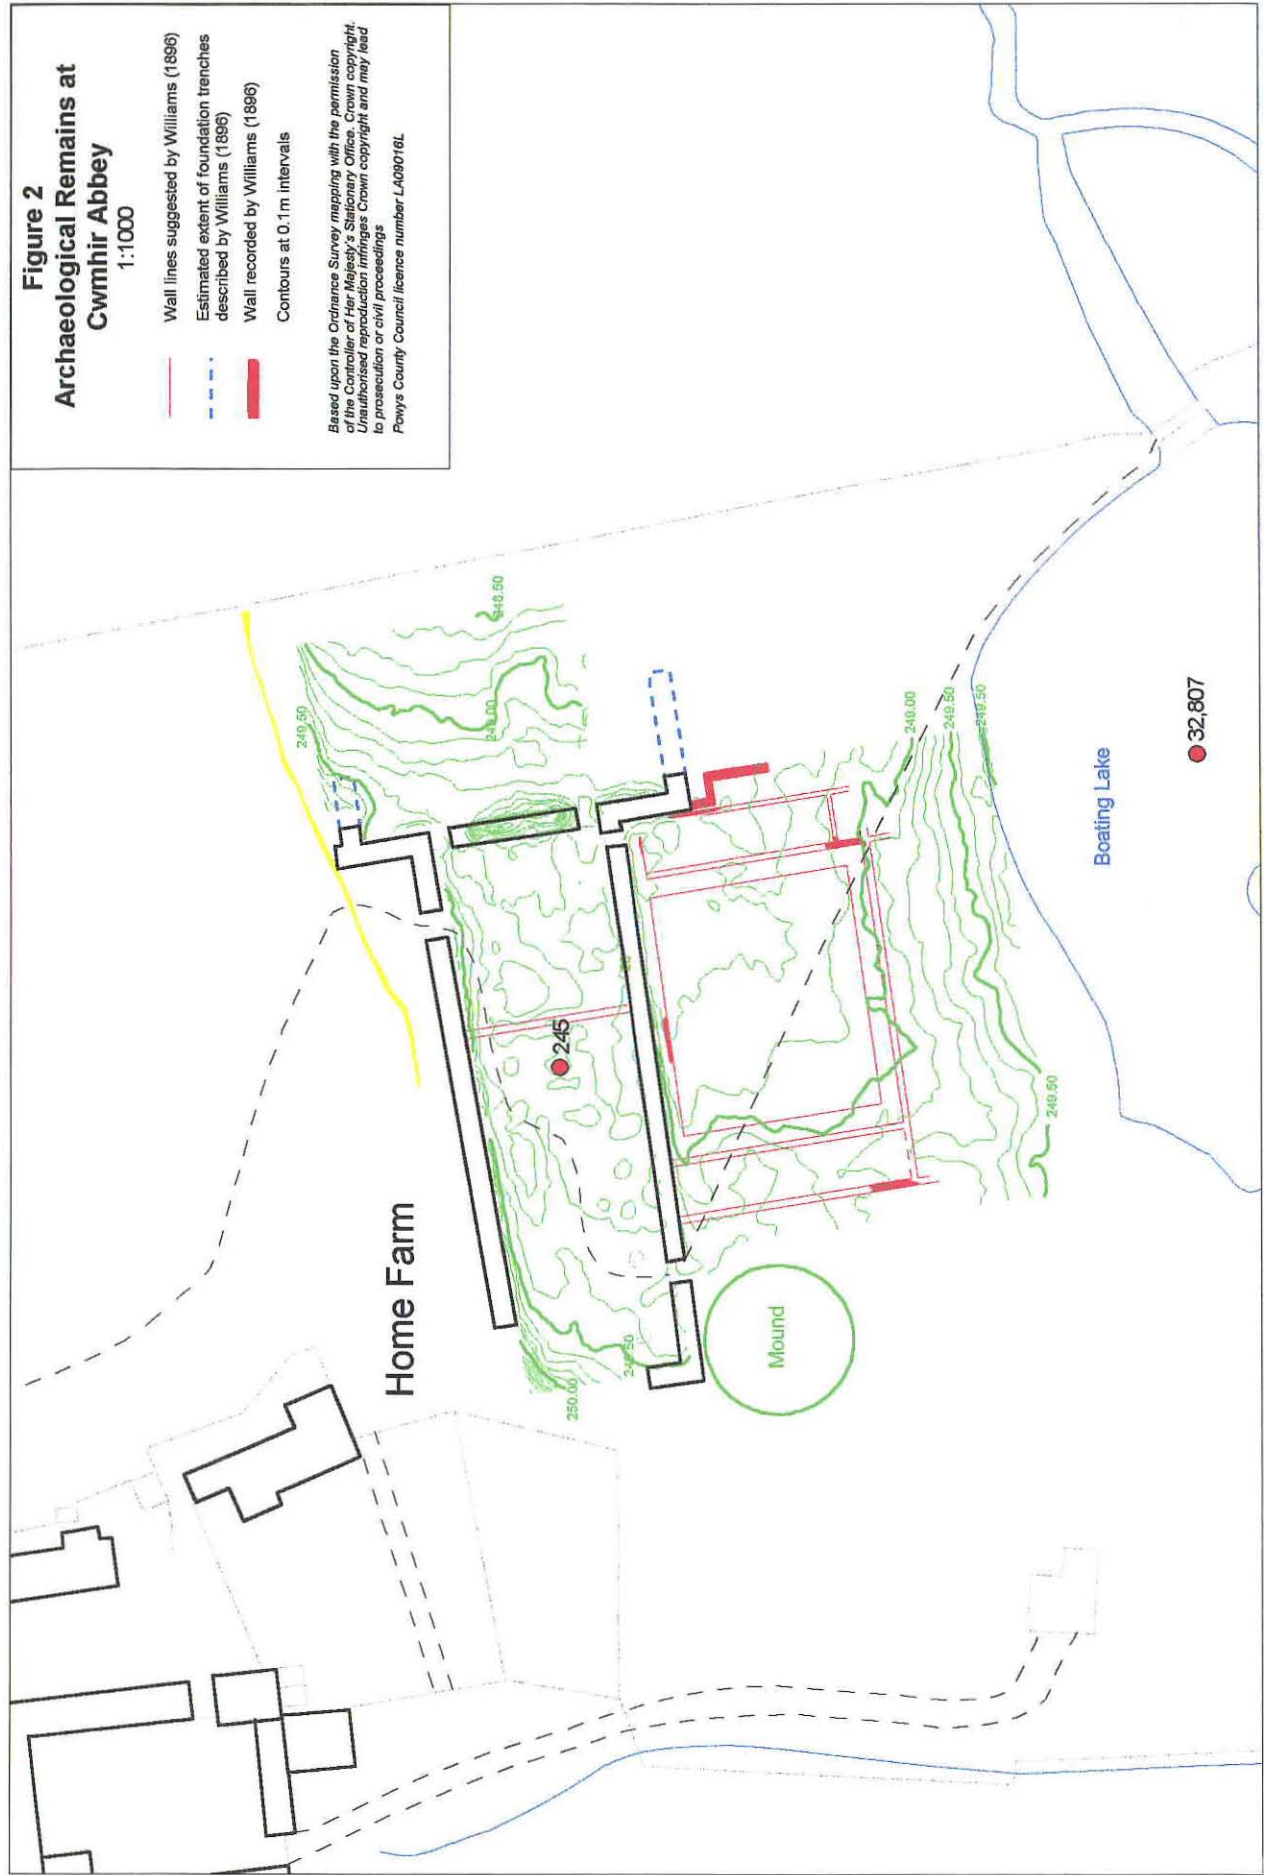 Figure 2
Archaeological Remains at
Cwmhir Abbey
1:1000
Wall lines suggested by Williams (1896)
Estimated extent of foundation trenches
described by Williams (1896)
Wall recorded by Williams (1896)
Contours at 0.1m intervals
Based upon the Ordnance Survey mapping with the permission
of the Controller of Her Majesty's Stationary Office. Crown copyright.
Unauthorised reproduction infringes Crown copyright and may lead
to prosecution or civil proceedings
Powys County Council licence number LA09016L
Home Farm
249.50
248.50
249.00
245
250.00
249.50
Mound
249.00
249.50
249.50
249.50
Boating Lake
32,807